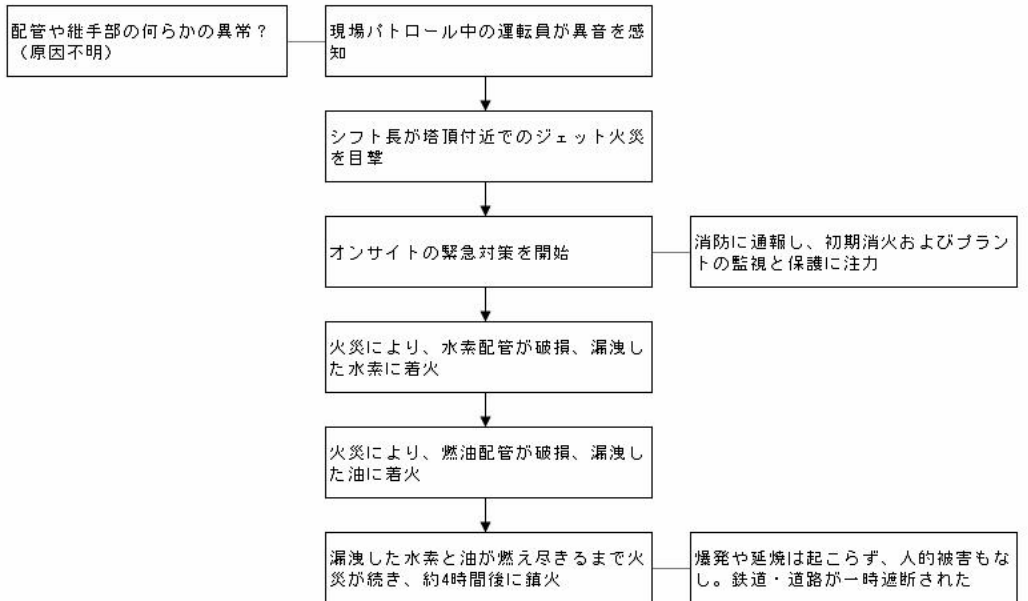 配管や継手部の何らかの異常？
（原因不明）
現場パトロール中の運転員が異音を感
知
シフト長が塔頂付近でのジェット火災
を目撃
オンサイトの緊急対策を開始
消防に通報し、初期消火およびプラン
トの監視と保護に注力
火災により、水素配管が破損、漏洩し
た水素に着火
火災により、燃油配管が破損、漏洩し
た油に着火
漏洩した水素と油が燃え尽きるまで火
災が続き、約4時間後に鎮火
爆発や延焼は起こらず、人的被害もな
し。鉄道・道路が一時遮断された